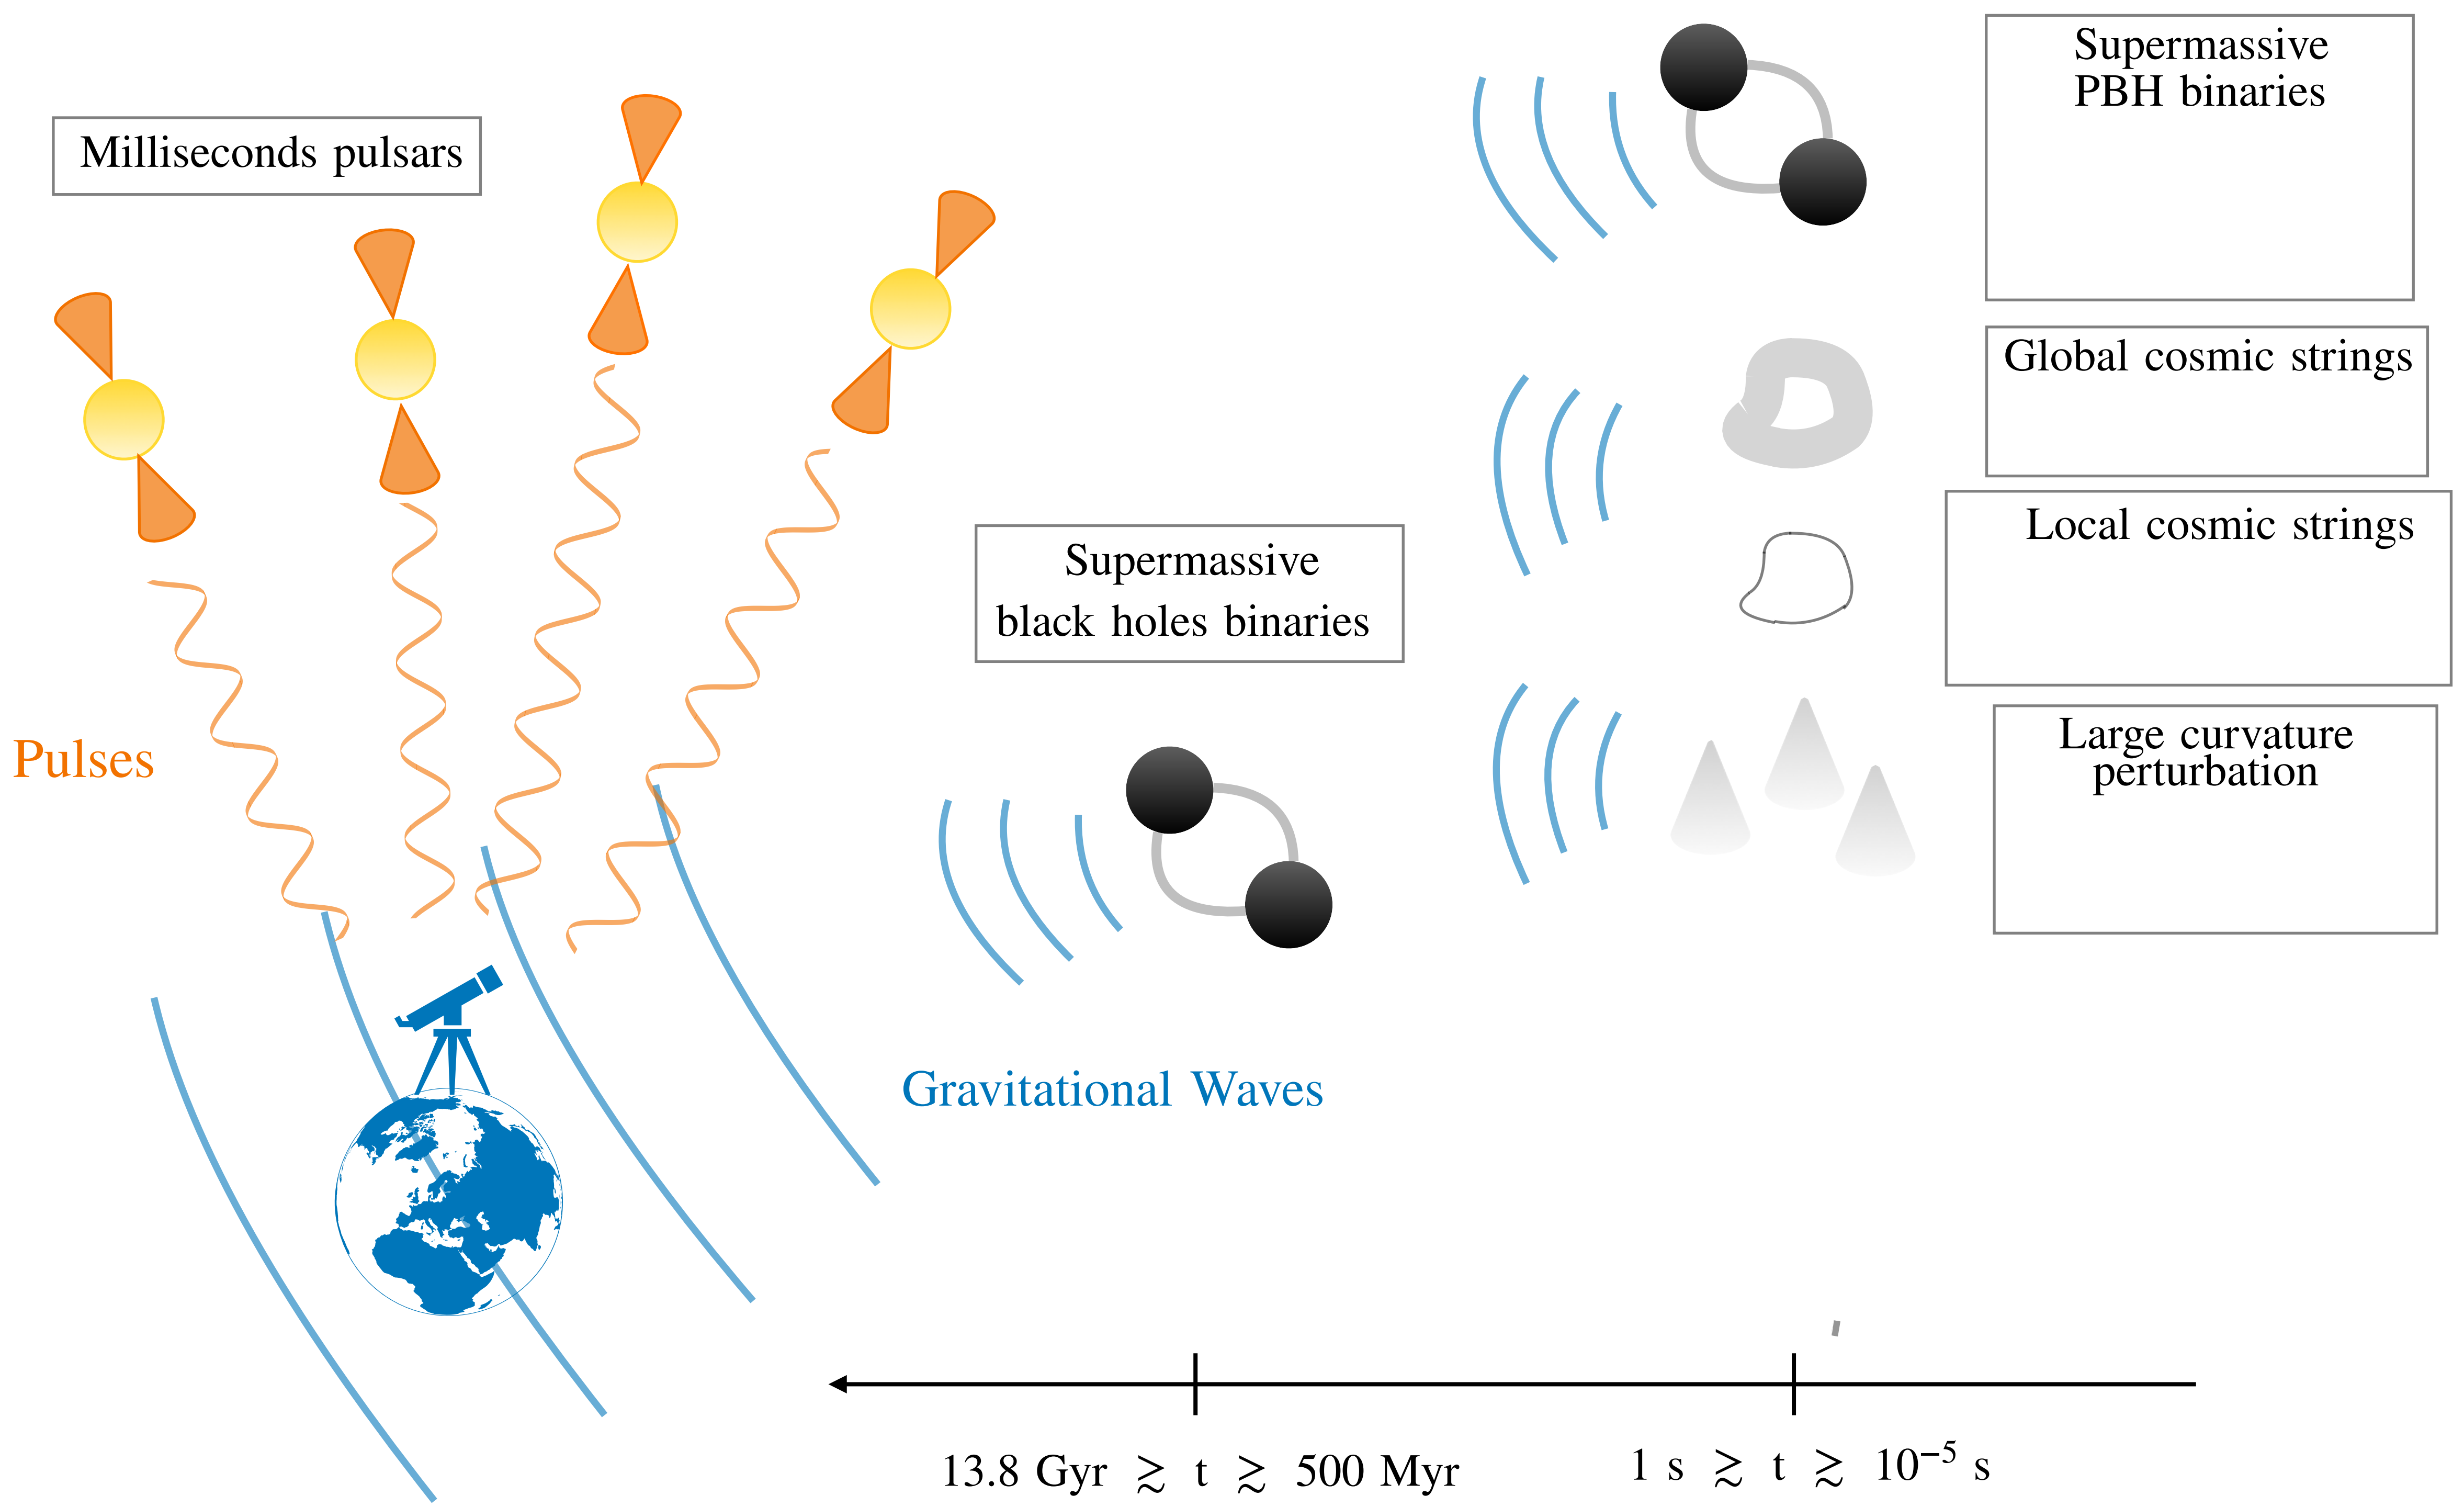 Milliseconds pulsars
Supermassive
PBH binaries
Global cosmic strings
Local cosmic strings
Supermassive
black holes binaries
Large curvature
perturbation
Pulses
Gravitational Waves
13.8 Gyr ≳ t ≳ 500 Myr
1 s ≳ t ≳ 10⁻⁵ s